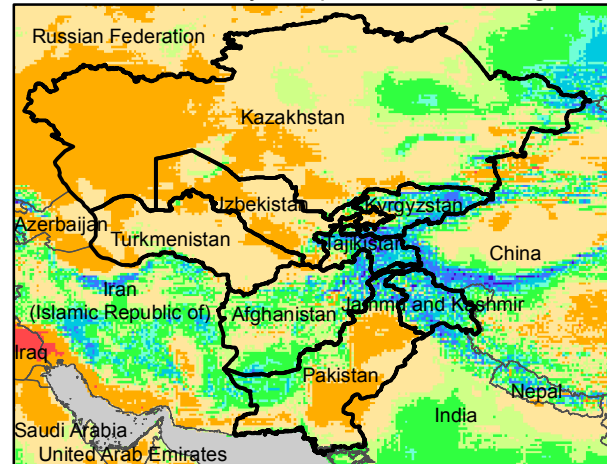 Russian Federation
Kazakhstan
Uzbekistan
Kyrgyzstan
Azerbaijan
Turkmenistan
Tajikistan
China
Iran
(Islamic Republic of)
Afghanistan
Jammu and Kashmir
Iraq
Pakistan
Nepal
India
Saudi Arabia
United Arab Emirates